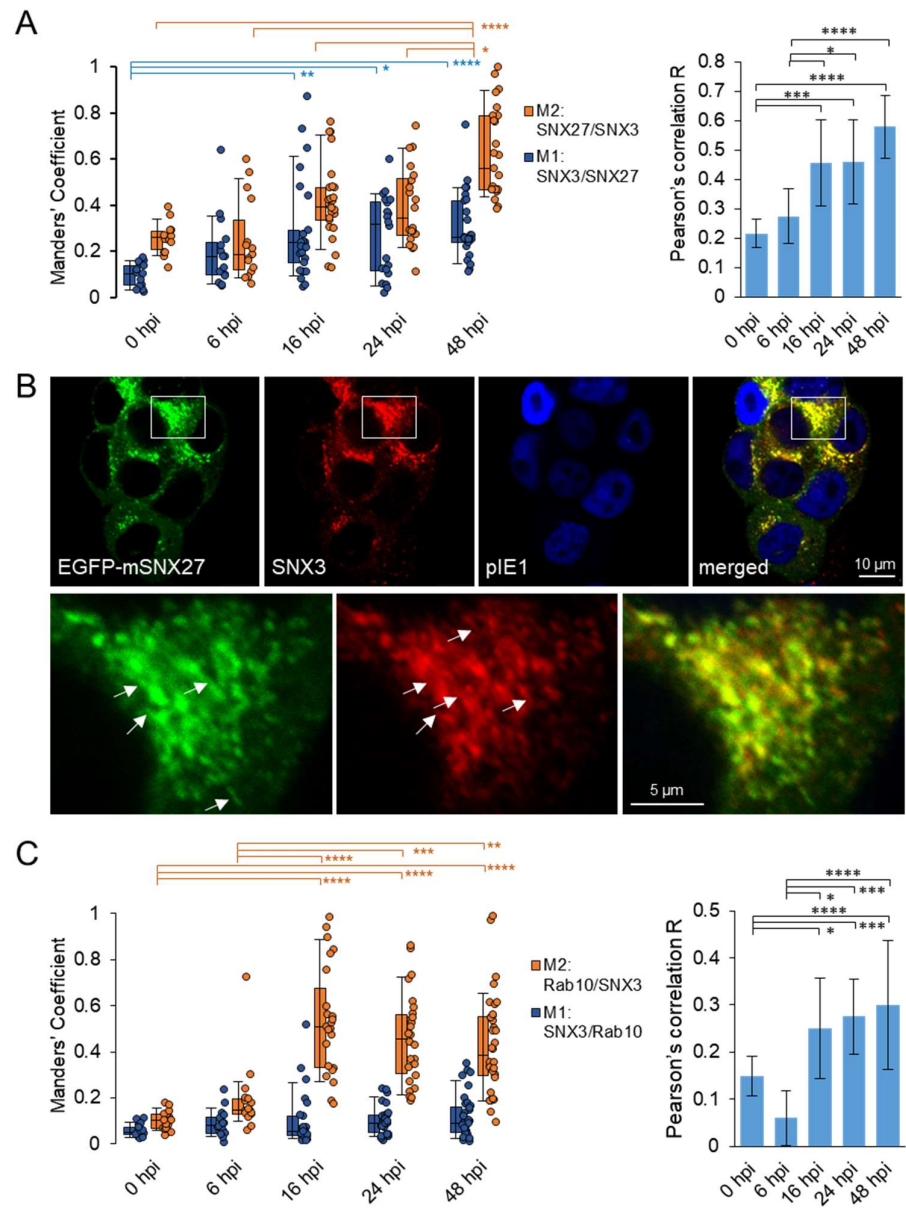 A
****
*
**
*
****
Manders' Coefficient
1
0.8
0.6
0.4
0.2
0
0 hpi
6 hpi
16 hpi
24 hpi
48 hpi
M2:
SNX27/SNX3
M1:
SNX3/SNX27
****
*
****
***
Pearson's correlation R
0.8
0.7
0.6
0.5
0.4
0.3
0.2
0.1
0
0 hpi
6 hpi
16 hpi
24 hpi
48 hpi
B
EGFP-mSNX27
SNX3
pIE1
merged
10 µm
5 µm
C
**
***
****
****
****
****
Manders' Coefficient
1
0.8
0.6
0.4
0.2
0
0 hpi
6 hpi
16 hpi
24 hpi
48 hpi
M2:
Rab10/SNX3
M1:
SNX3/Rab10
****
***
*
****
***
*
Pearson's correlation R
0.5
0.4
0.3
0.2
0.1
0
0 hpi
6 hpi
16 hpi
24 hpi
48 hpi